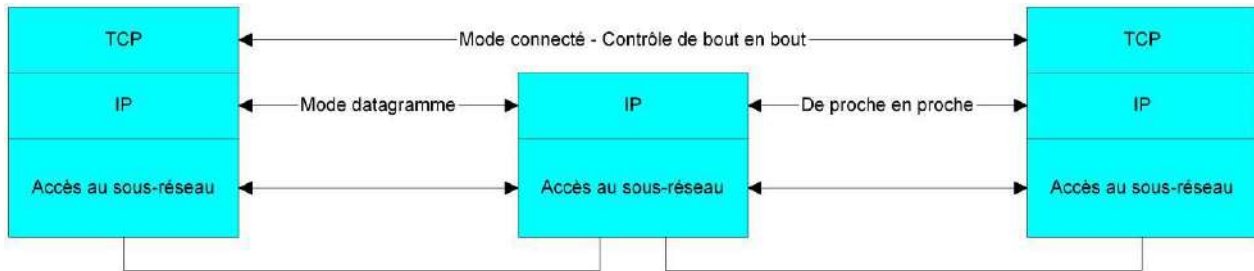 TCP
Mode connecté - Contrôle de bout en bout
TCP
IP
Mode datagramme
IP
De proche en proche
IP
Accès au sous-réseau
Accès au sous-réseau
Accès au sous-réseau